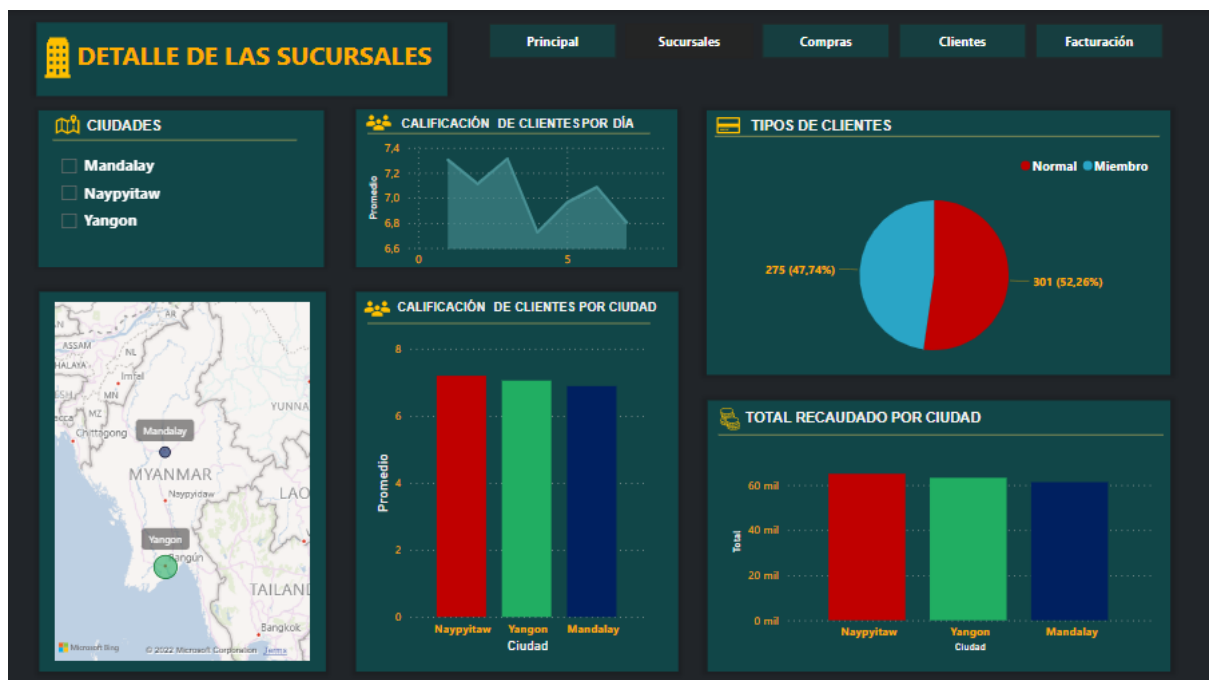 DETALLE DE LAS SUCURSALES
Principal
Sucursales
Compras
Clientes
Facturación
CIUDADES
Mandalay
Naypyitaw
Yangon
CALIFICACIÓN DE CLIENTES POR DÍA
Promedio
7,4
7,2
7,0
6,8
6,6
0
5
TIPOS DE CLIENTES
Normal
Miembro
275 (47,74%)
301 (52,26%)
AR
ASSAM
NL
HALAYA
Imfal
MN
MZ
YUNNA
Chittagong
Mandalay
MYANMAR
Naypyidaw
LAO
Yangon
Rangún
TAILAND
Bangkok
Microsoft Bing
© 2022 Microsoft Corporation
Terms
CALIFICACIÓN DE CLIENTES POR CIUDAD
Promedio
8
6
4
2
0
Naypyitaw
Yangon
Mandalay
Ciudad
TOTAL RECAUDADO POR CIUDAD
Total
60 mil
40 mil
20 mil
0 mil
Naypyitaw
Yangon
Mandalay
Ciudad